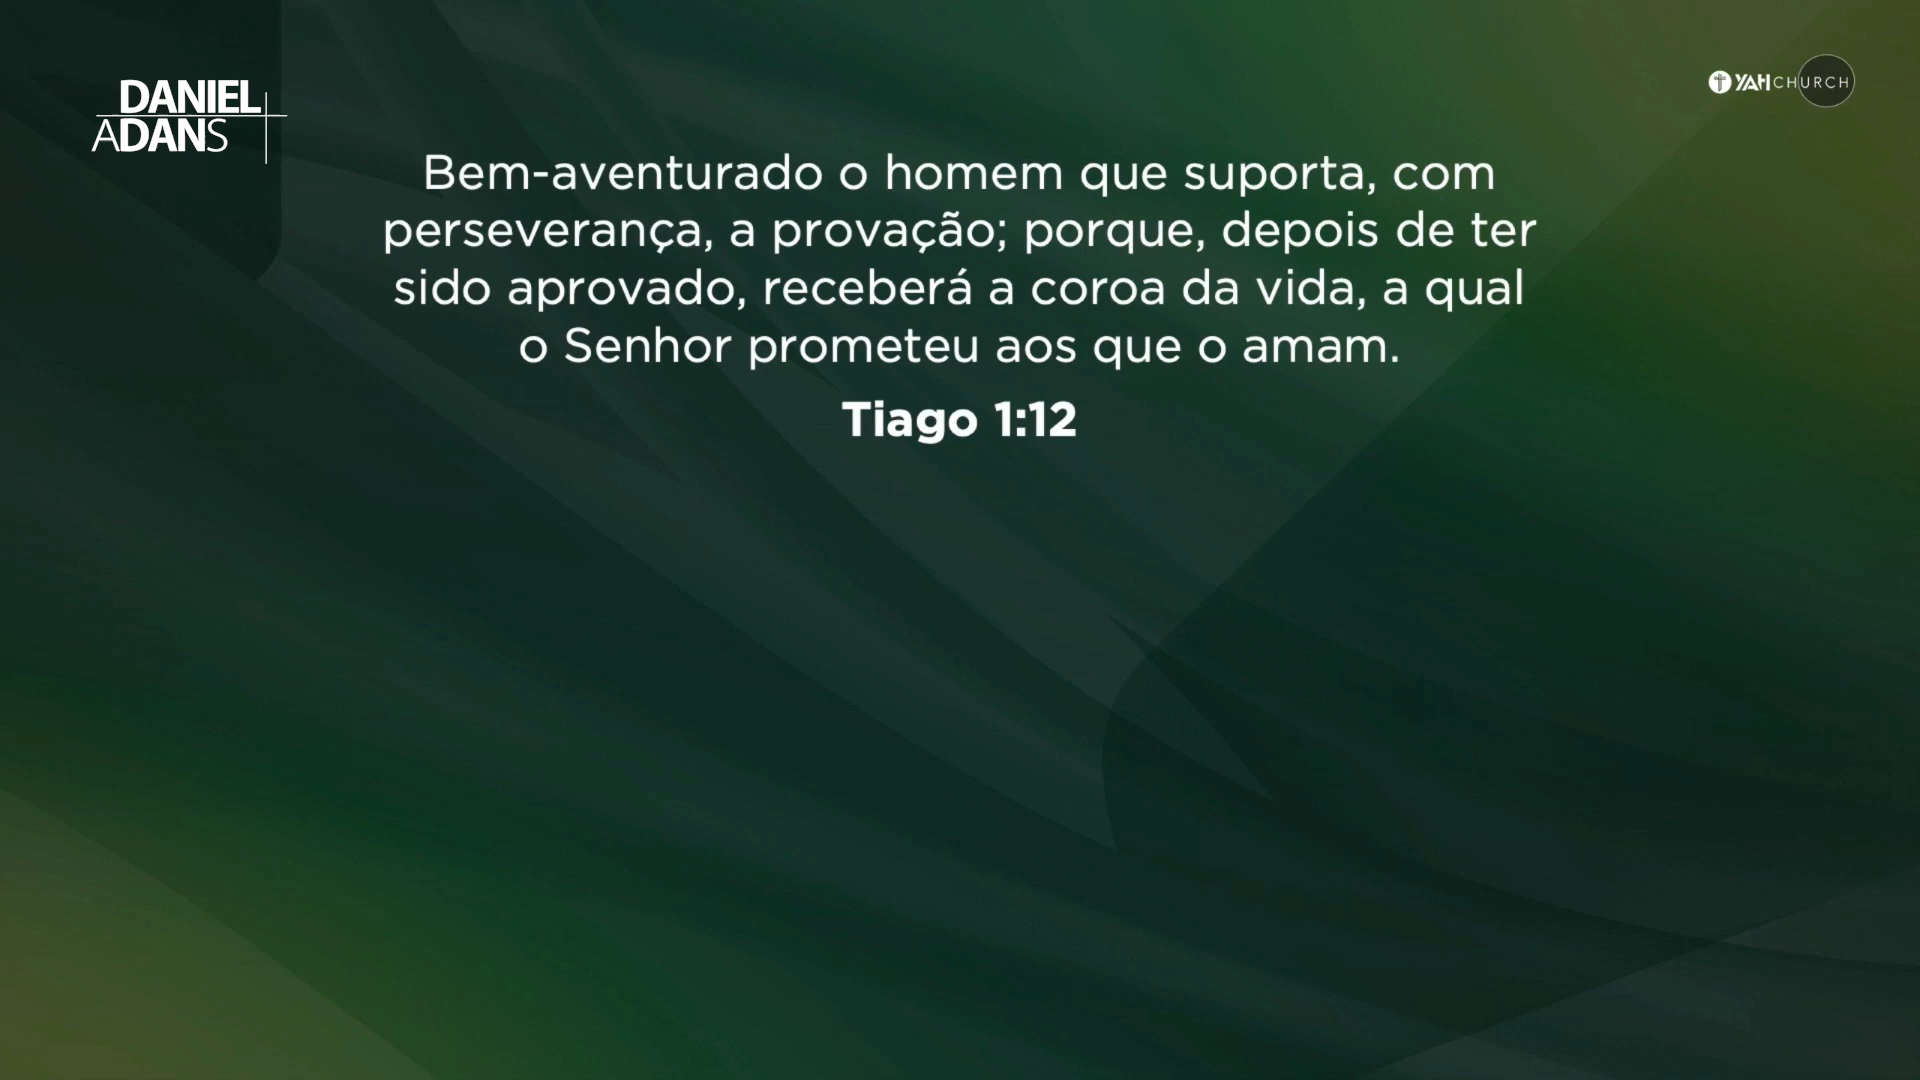 DANIEL
ADANS
YAH CHURCH
Bem-aventurado o homem que suporta, com
perseverança, a provação; porque, depois de ter
sido aprovado, receberá a coroa da vida, a qual
o Senhor prometeu aos que o amam.
Tiago 1:12